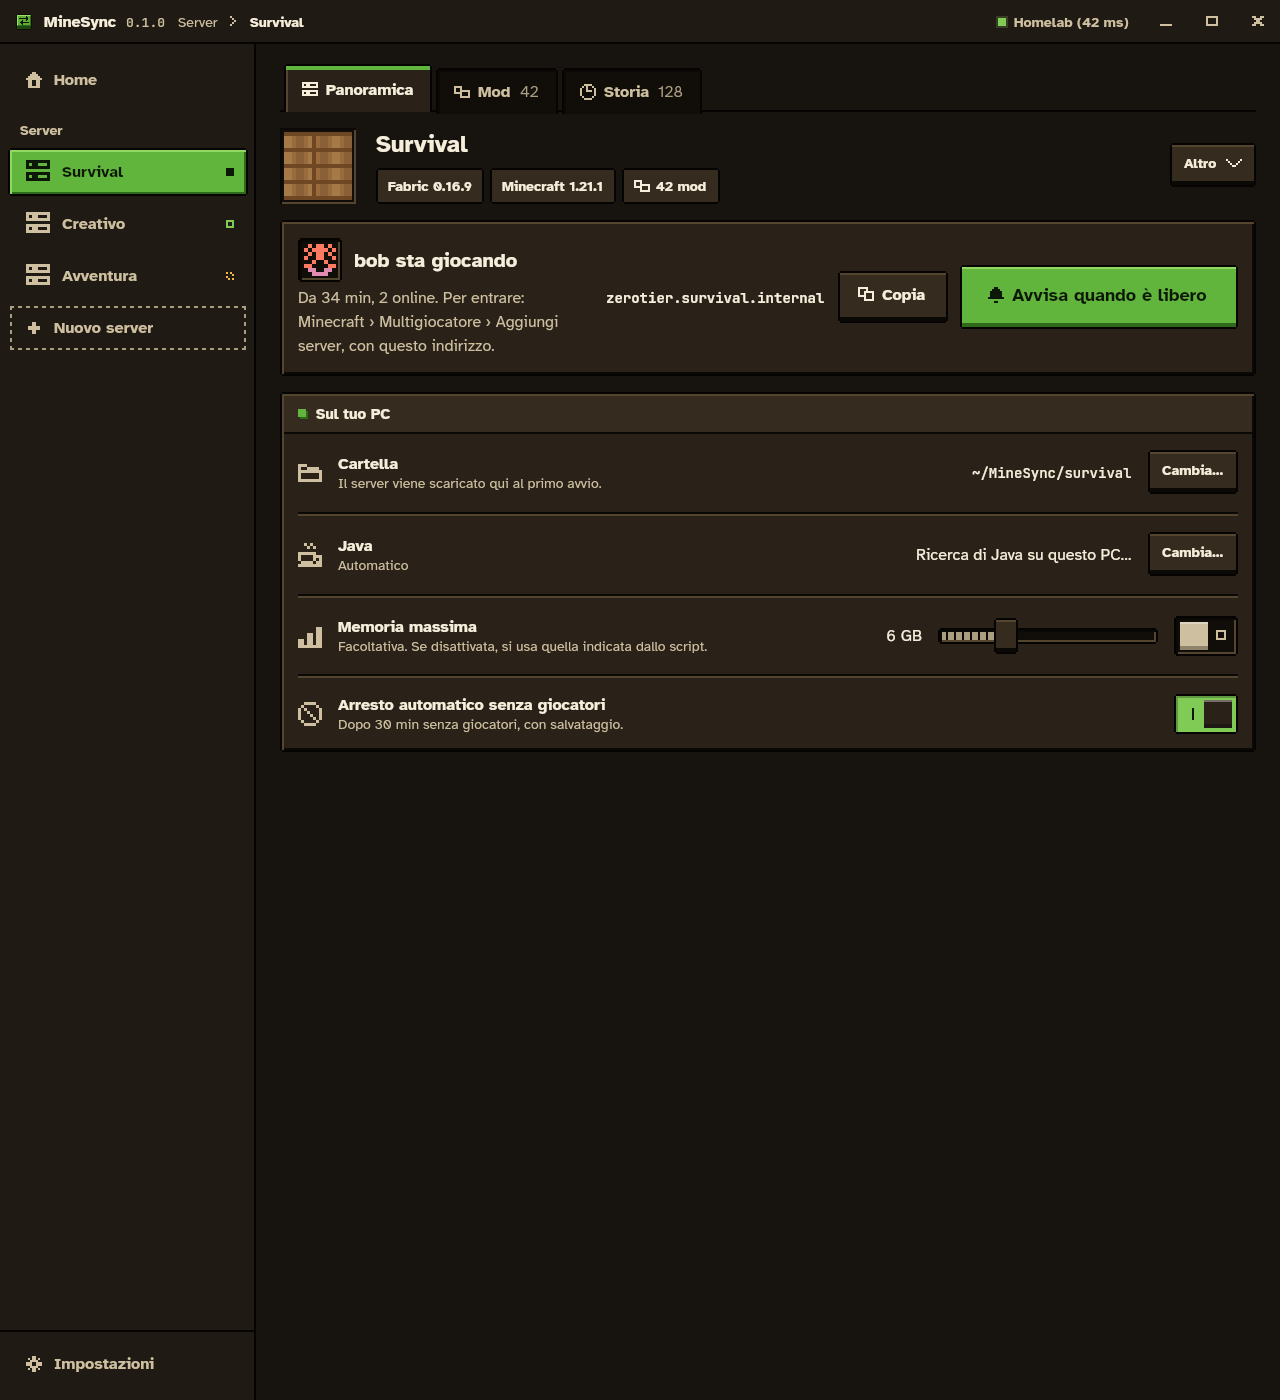 MineSync 0.1.0 Server Survival
Homelab (42 ms)
Home
Server
Survival
Creativo
Avventura
Nuovo server
Impostazioni
Panoramica
Mod 42
Storia 128
Survival
Fabric 0.16.9
Minecraft 1.21.1
42 mod
Altro
bob sta giocando
Da 34 min, 2 online. Per entrare:
Minecraft › Multigiocatore › Aggiungi
server, con questo indirizzo.
zerotier.survival.internal
Copia
Avvisa quando è libero
Sul tuo PC
Cartella
Il server viene scaricato qui al primo avvio.
~/MineSync/survival
Cambia…
Java
Automatico
Ricerca di Java su questo PC…
Cambia…
Memoria massima
Facoltativa. Se disattivata, si usa quella indicata dallo script.
6 GB
Arresto automatico senza giocatori
Dopo 30 min senza giocatori, con salvataggio.